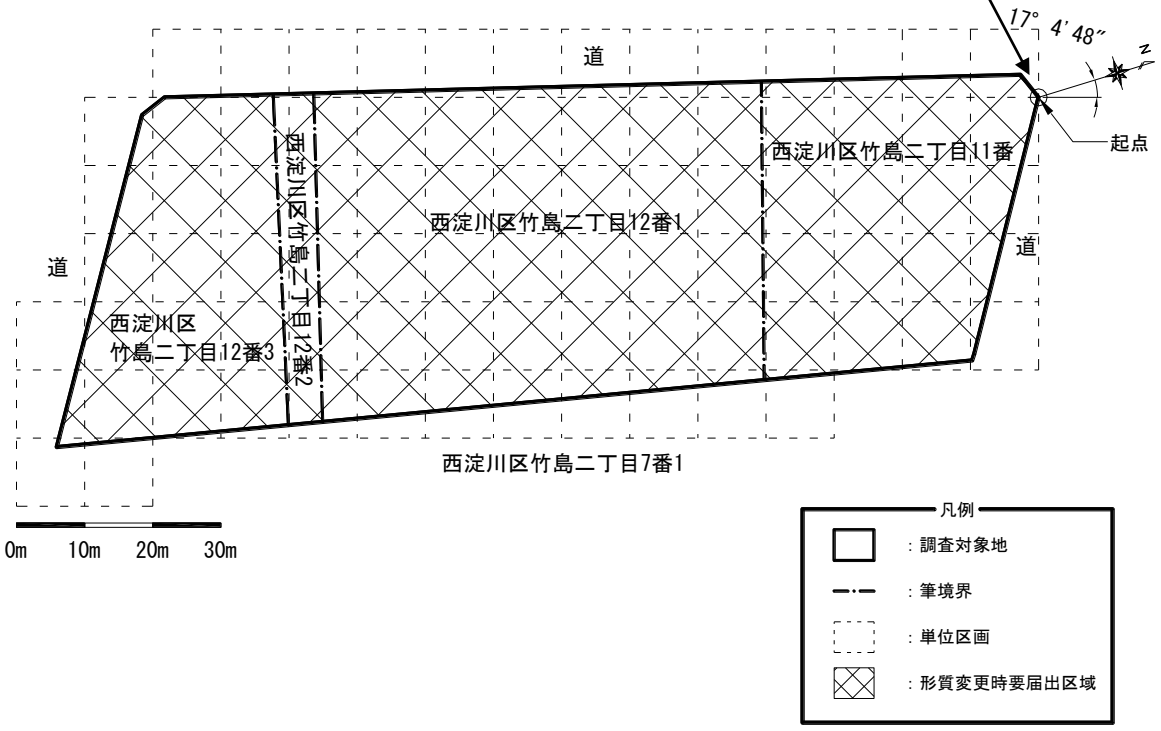 17° 4'48"
N
道
起点
西淀川区竹島二丁目11番
西淀川区竹島二丁目12番2
西淀川区竹島二丁目12番1
道
道
西淀川区
竹島二丁目12番3
西淀川区竹島二丁目7番1
0m 10m 20m 30m
凡例
：調査対象地
：筆境界
：単位区画
：形質変更時要届出区域